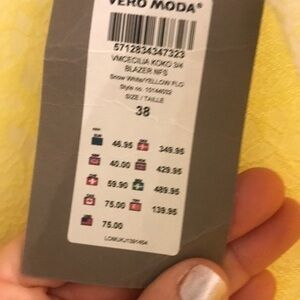 VERO MODA®
5712834347323
VMCECILIA KOKO 3/4
BLAZER NFS
Snow White/YELLOW FLO
Style no. 10144032
SIZE / TAILLE
38
46.95 349.95
40.00 429.95
59.90 489.95
75.00 139.95
75.00